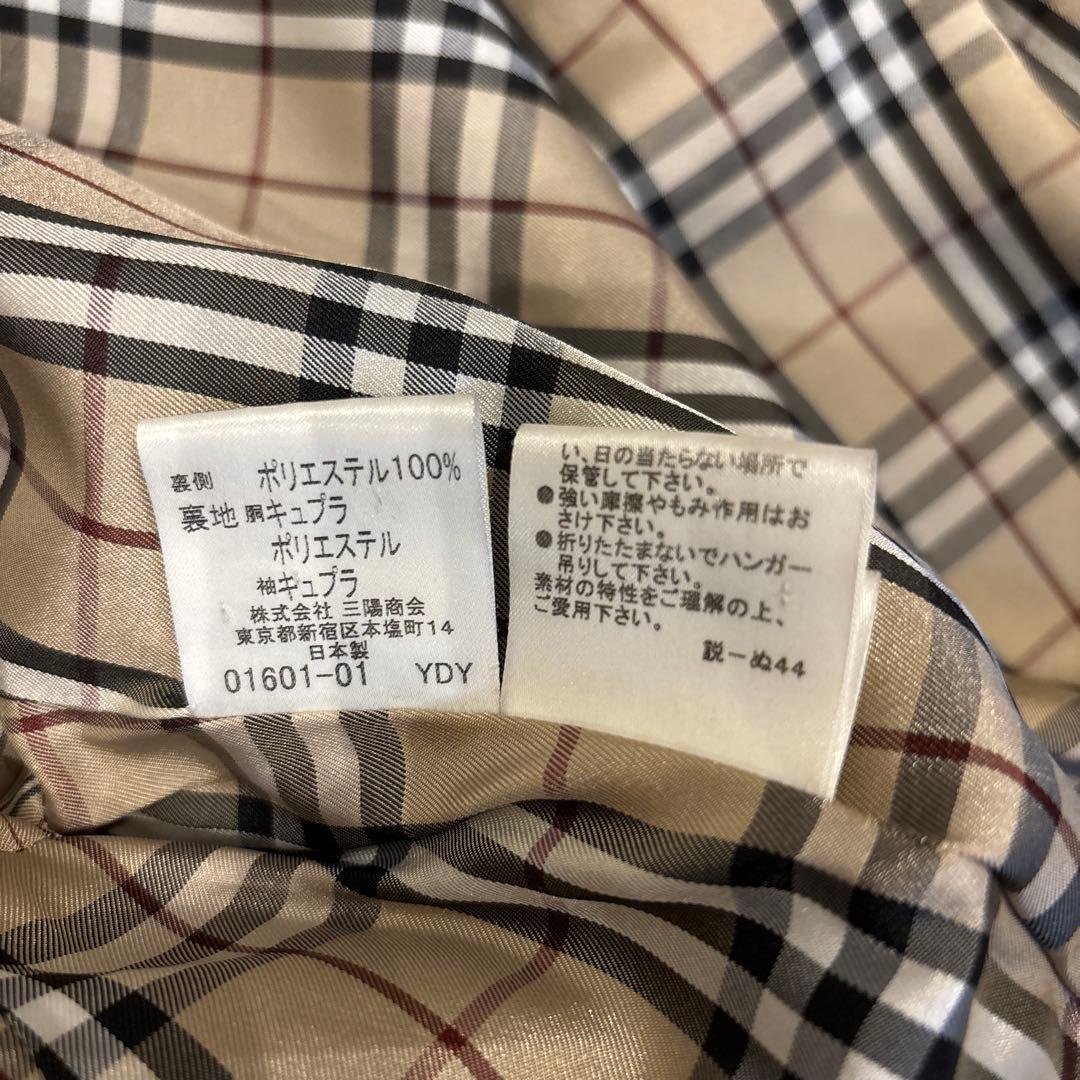 裏側 ポリエステル100%
裏地 胴キュプラ
ポリエステル
袖キュプラ
株式会社 三陽商会
東京都新宿区本塩町14
日本製
01601-01 YDY
い、日の当たらない場所で
保管して下さい。
●強い摩擦やもみ作用はお
さけ下さい。
●折りたたまないでハンガー
吊りして下さい。
素材の特性をご理解の上、
ご愛用下さい。
説ーぬ44